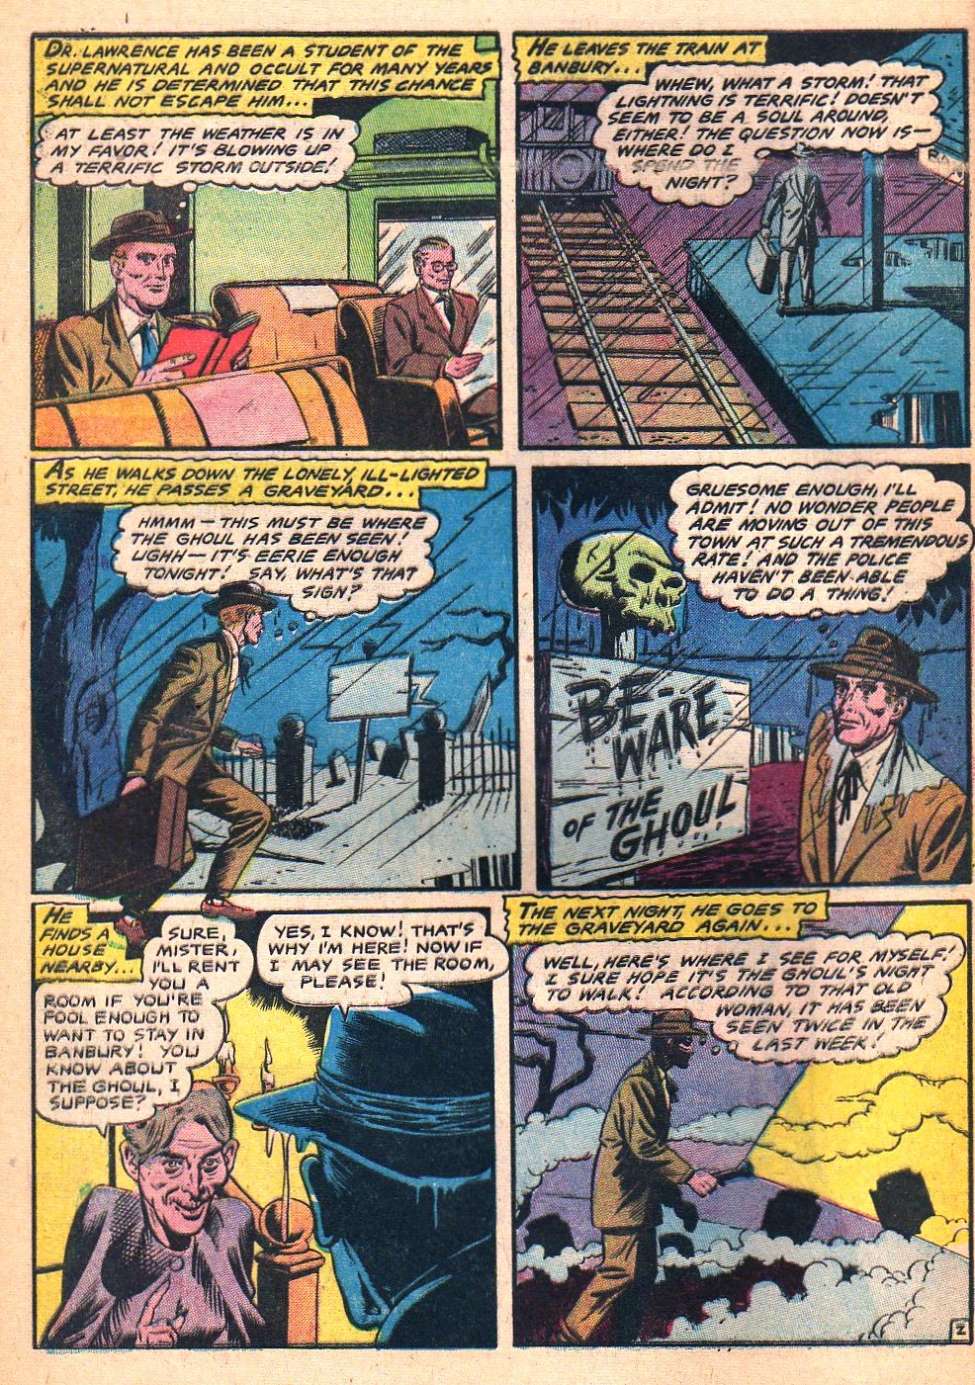 DR. LAWRENCE HAS BEEN A STUDENT OF THE
SUPERNATURAL AND OCCULT FOR MANY YEARS
AND HE IS DETERMINED THAT THIS CHANCE
SHALL NOT ESCAPE HIM...
AT LEAST THE WEATHER IS IN
MY FAVOR! IT'S BLOWING UP
A TERRIFIC STORM OUTSIDE!
HE LEAVES THE TRAIN AT
BANBURY...
WHEW, WHAT A STORM! THAT
LIGHTNING IS TERRIFIC! DOESN'T
SEEM TO BE A SOUL AROUND,
EITHER! THE QUESTION NOW IS—
WHERE DO I
SPEND THE
NIGHT?
AS HE WALKS DOWN THE LONELY, ILL-LIGHTED
STREET, HE PASSES A GRAVEYARD...
HMMM—THIS MUST BE WHERE
THE GHOUL HAS BEEN SEEN!
UGHH—IT'S EERIE ENOUGH
TONIGHT! SAY, WHAT'S THAT
SIGN?
GRUESOME ENOUGH, I'LL
ADMIT! NO WONDER PEOPLE
ARE MOVING OUT OF THIS
TOWN AT SUCH A TREMENDOUS
RATE! AND THE POLICE
HAVEN'T BEEN ABLE
TO DO A THING!
BE-
WARE
OF THE
GHOUL
HE
FINDS A
HOUSE
NEARBY...
SURE,
MISTER,
I'LL RENT
YOU A
ROOM IF YOU'RE
FOOL ENOUGH TO
WANT TO STAY IN
BANBURY! YOU
KNOW ABOUT
THE GHOUL, I
SUPPOSE?
YES, I KNOW! THAT'S
WHY I'M HERE! NOW IF
I MAY SEE THE ROOM,
PLEASE!
THE NEXT NIGHT, HE GOES TO
THE GRAVEYARD AGAIN...
WELL, HERE'S WHERE I SEE FOR MYSELF!
I SURE HOPE IT'S THE GHOUL'S NIGHT
TO WALK! ACCORDING TO THAT OLD
WOMAN, IT HAS BEEN
SEEN TWICE IN THE
LAST WEEK!
2